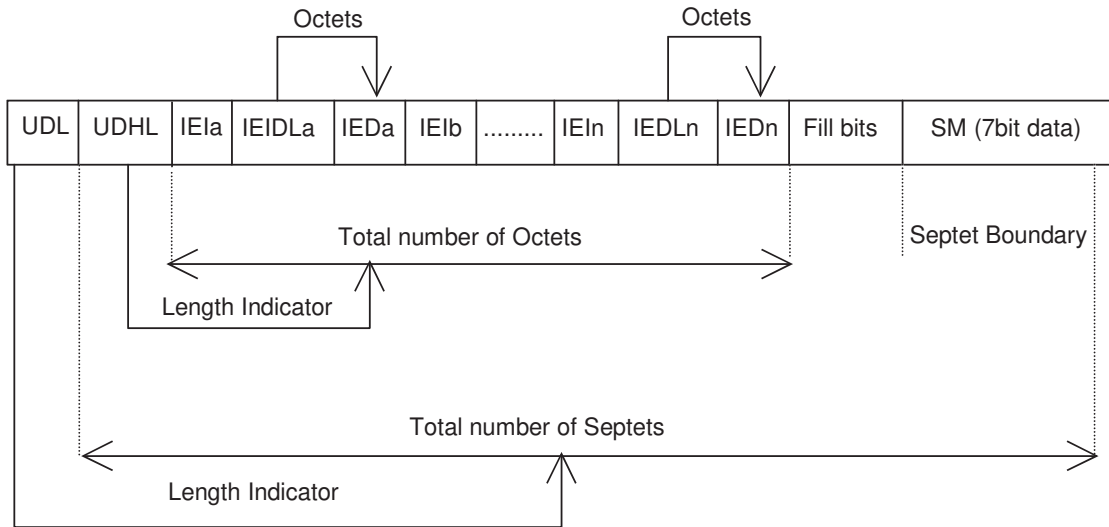 Octets Octets
UDL UDHL IEIa IEIDLa IEDa IEIb ......... IEIn IEDLn IEDn Fill bits SM (7bit data)
Total number of Octets
Septet Boundary
Length Indicator
Total number of Septets
Length Indicator